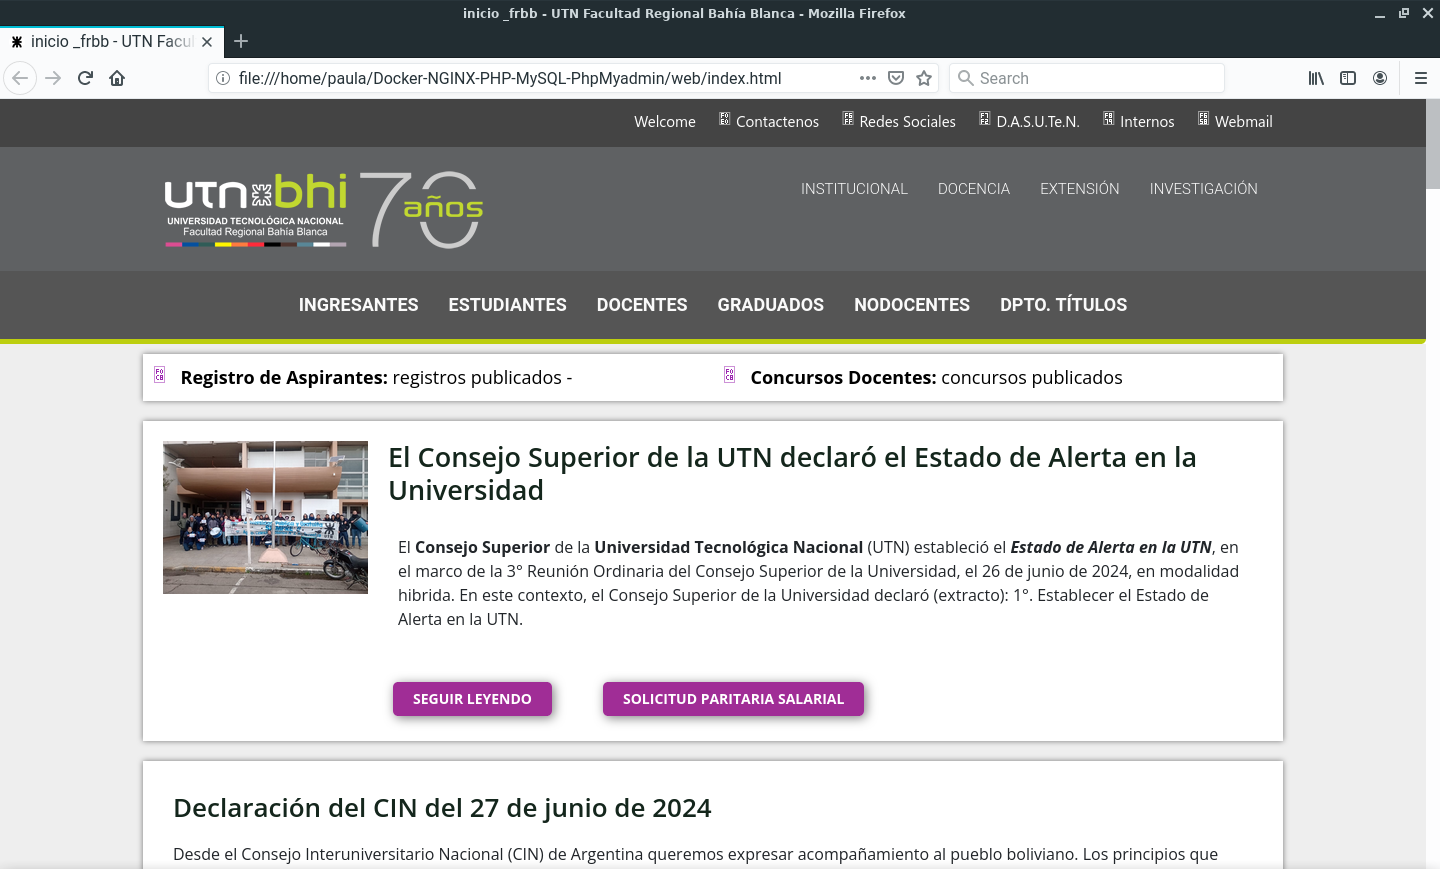 inicio _frbb - UTN Facultad Regional Bahía Blanca - Mozilla Firefox
inicio _frbb - UTN Facul
file:///home/paula/Docker-NGINX-PHP-MySQL-PhpMyadmin/web/index.html
Search
Welcome Contactenos Redes Sociales D.A.S.U.Te.N. Internos Webmail
utn bhi 70 años
UNIVERSIDAD TECNOLÓGICA NACIONAL
Facultad Regional Bahía Blanca
INSTITUCIONAL DOCENCIA EXTENSIÓN INVESTIGACIÓN
INGRESANTES ESTUDIANTES DOCENTES GRADUADOS NODOCENTES DPTO. TÍTULOS
Registro de Aspirantes: registros publicados - Concursos Docentes: concursos publicados
El Consejo Superior de la UTN declaró el Estado de Alerta en la
Universidad
El Consejo Superior de la Universidad Tecnológica Nacional (UTN) estableció el Estado de Alerta en la UTN, en
el marco de la 3° Reunión Ordinaria del Consejo Superior de la Universidad, el 26 de junio de 2024, en modalidad
hibrida. En este contexto, el Consejo Superior de la Universidad declaró (extracto): 1°. Establecer el Estado de
Alerta en la UTN.
SEGUIR LEYENDO SOLICITUD PARITARIA SALARIAL
Declaración del CIN del 27 de junio de 2024
Desde el Consejo Interuniversitario Nacional (CIN) de Argentina queremos expresar acompañamiento al pueblo boliviano. Los principios que